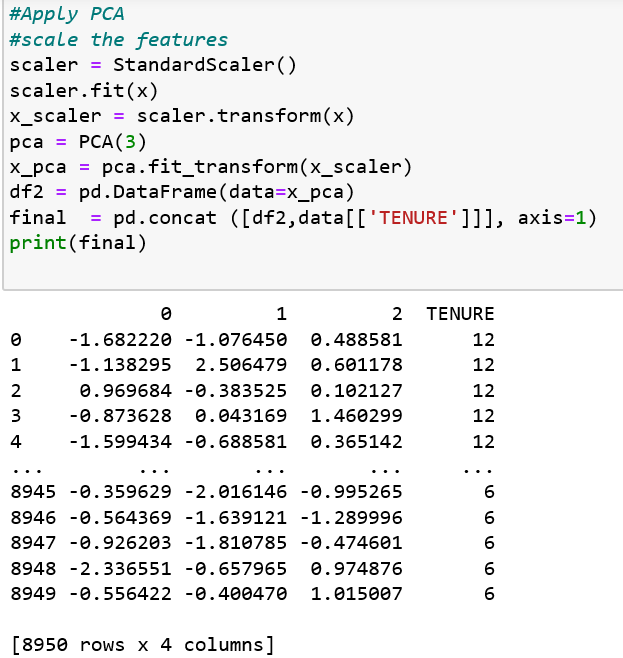 #Apply PCA
#scale the features
scaler = StandardScaler()
scaler.fit(x)
x_scaler = scaler.transform(x)
pca = PCA(3)
x_pca = pca.fit_transform(x_scaler)
df2 = pd.DataFrame(data=x_pca)
final  = pd.concat ([df2,data[['TENURE']]], axis=1)
print(final)
             0         1         2  TENURE
0    -1.682220 -1.076450  0.488581      12
1    -1.138295  2.506479  0.601178      12
2     0.969684 -0.383525  0.102127      12
3    -0.873628  0.043169  1.460299      12
4    -1.599434 -0.688581  0.365142      12
...        ...       ...       ...     ...
8945 -0.359629 -2.016146 -0.995265       6
8946 -0.564369 -1.639121 -1.289996       6
8947 -0.926203 -1.810785 -0.474601       6
8948 -2.336551 -0.657965  0.974876       6
8949 -0.556422 -0.400470  1.015007       6
[8950 rows x 4 columns]